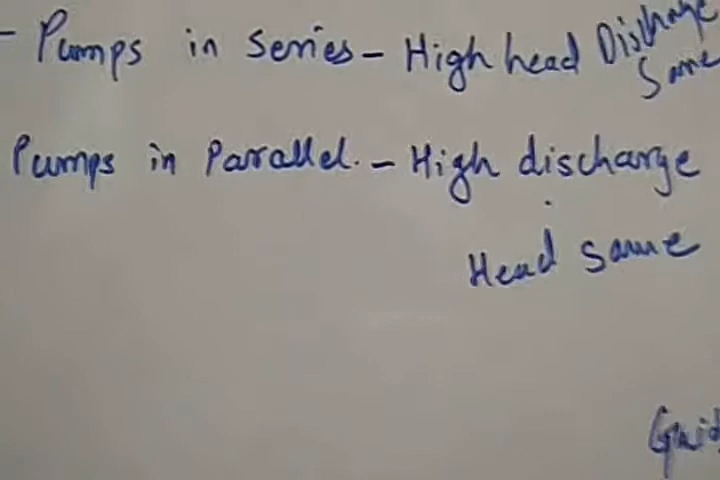 - Pumps in Series - High head Discharge
Same
Pumps in Parallel. - High discharge
Head Same